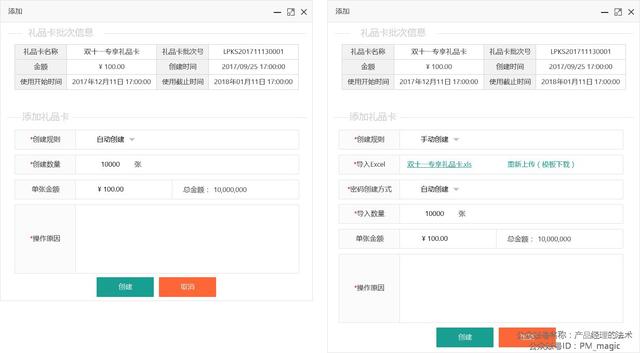 添加
礼品卡批次信息
礼品卡名称 双十一专享礼品卡 礼品卡批次号 LPKS201711130001
金额 ¥ 100.00 创建时间 2017/09/25 17:00:00
使用开始时间 2017年12月11日 17:00:00 使用截止时间 2018年01月11日 17:00:00
添加礼品卡
*创建规则 自动创建
*创建数量 10000 张
单张金额 ¥ 100.00 总金额： 10,000,000
*操作原因
创建 取消
添加
礼品卡批次信息
礼品卡名称 双十一专享礼品卡 礼品卡批次号 LPKS201711130001
金额 ¥ 100.00 创建时间 2017/09/25 17:00:00
使用开始时间 2017年12月11日 17:00:00 使用截止时间 2018年01月11日 17:00:00
添加礼品卡
*创建规则 手动创建
*导入Excel 双十一专享礼品卡.xls 重新上传（模板下载）
*密码创建方式 自动创建
*导入数量 10000 张
单张金额 ¥ 100.00 总金额： 10,000,000
*操作原因
创建
名称：产品经理的法术
ID：PM_magic